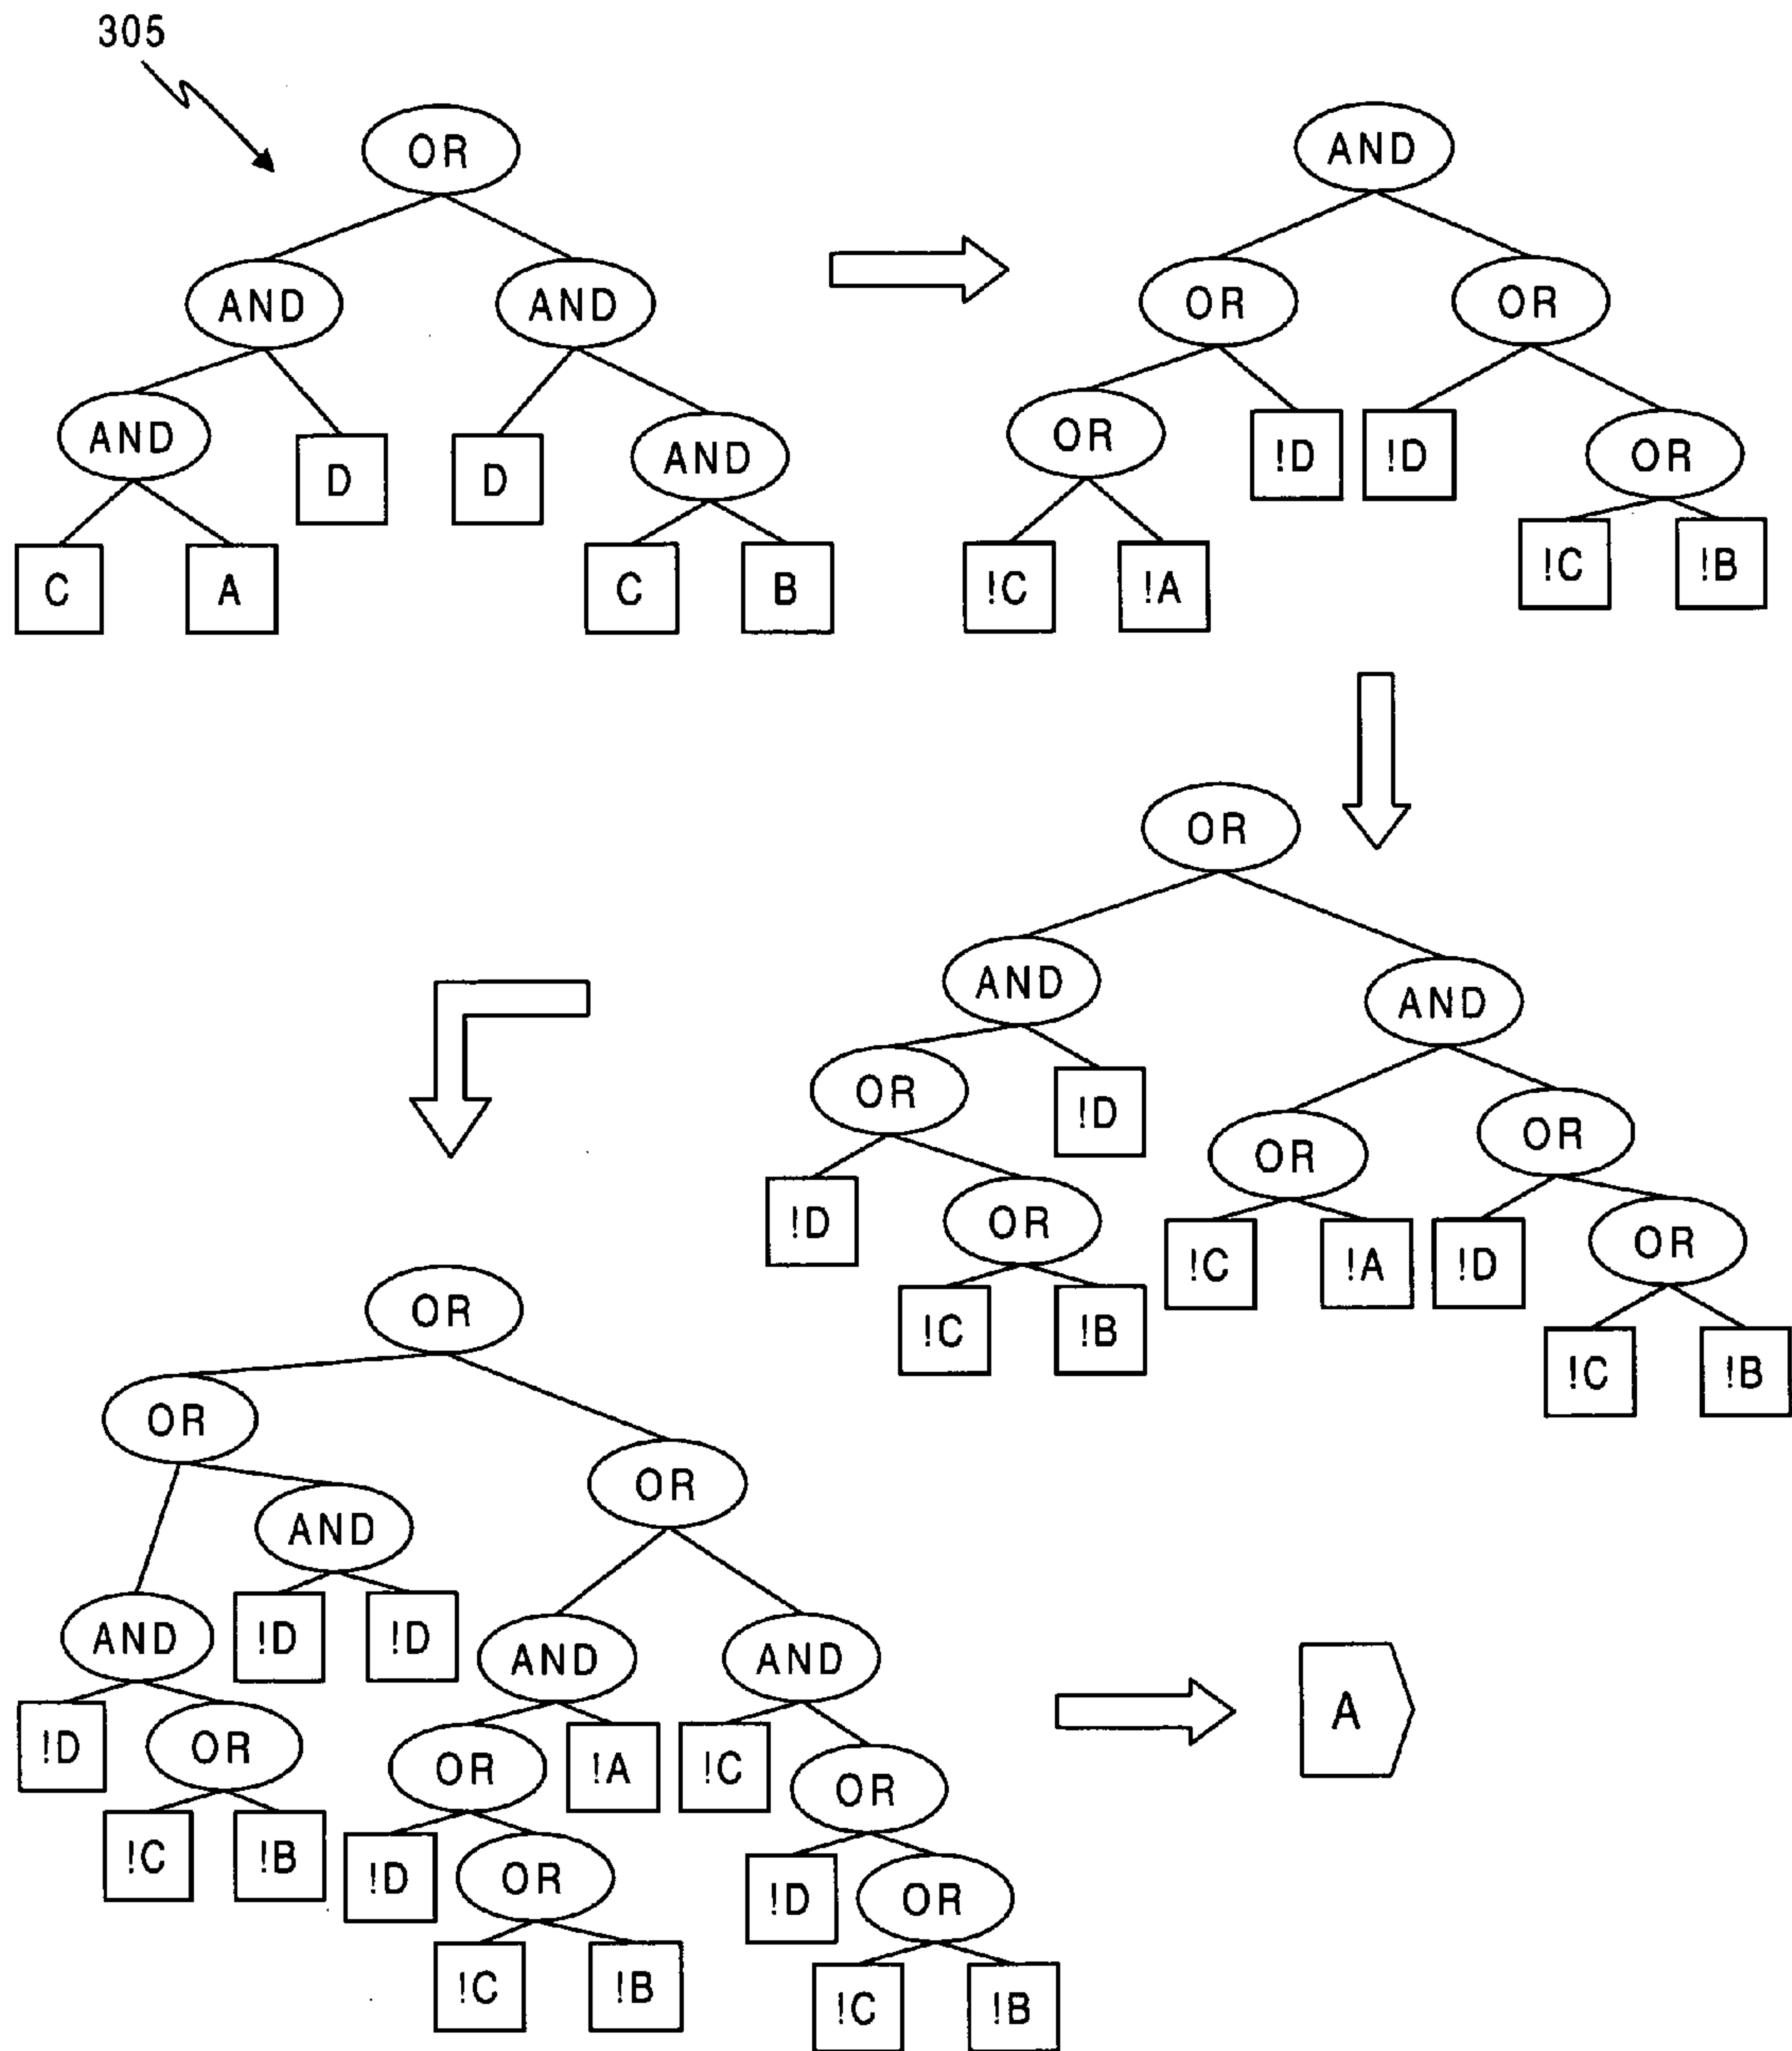 305
OR
AND AND
AND D D AND
C A C B
AND
OR OR
OR !D !D OR
!C !A !C !B
OR
AND AND
OR !D OR OR
!D OR !C !A !D OR
!C !B !C !B
OR
OR OR
AND
AND !D !D AND AND
!D OR OR !A !C OR
!C !B !D OR !D OR
!C !B !C !B
A